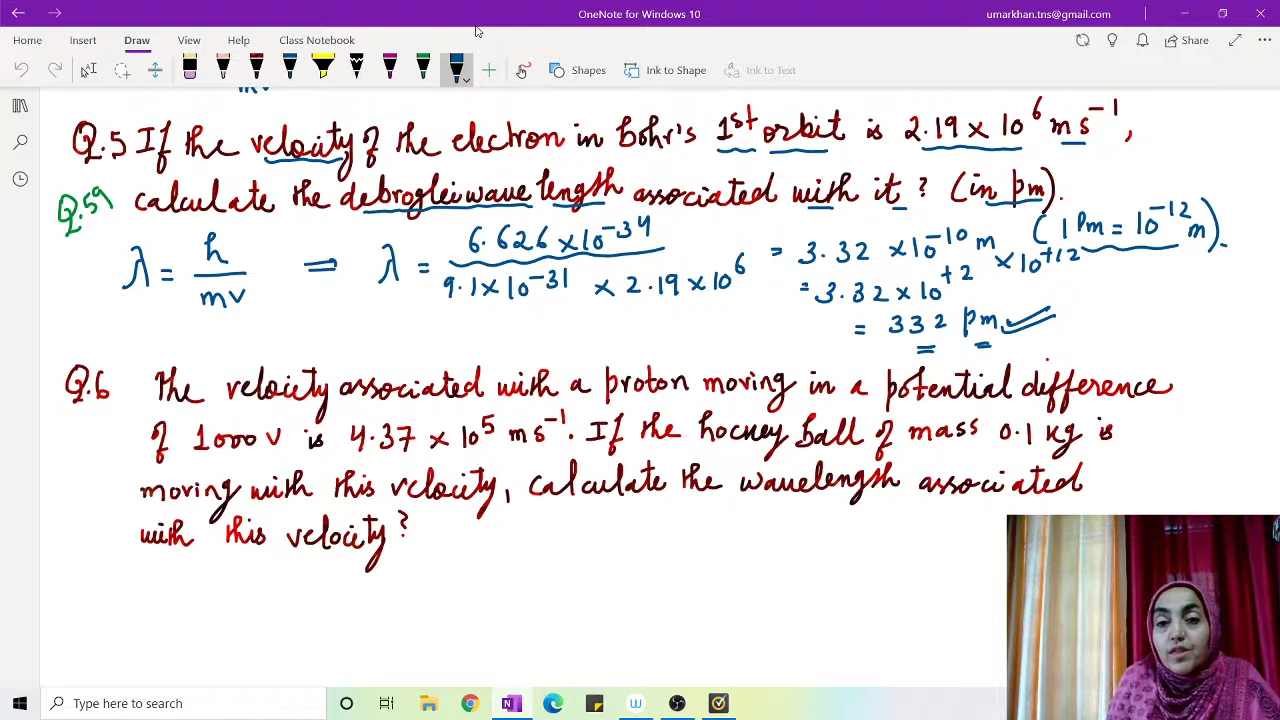 OneNote for Windows 10
umarkhan.tns@gmail.com
Home Insert Draw View Help Class Notebook
Share
Shapes Ink to Shape Ink to Text
mv
Q.5 If the velocity of the electron in Bohr's 1st orbit is 2.19 × 10⁶ ms⁻¹,
Q.59 calculate the debrogleiwave length associated with it? (in pm).
λ = h/mv ⇒ λ = 6.626 ×10⁻³⁴ / 9.1×10⁻³¹ × 2.19×10⁶ = 3.32 ×10⁻¹⁰ m ×10⁺¹² (1 Pm = 10⁻¹² m).
= 3.32×10⁺²
= 332 pm ✓
Q.6 The veloicty associated with a proton moving in a potential difference
of 1000 V is 4.37 × 10⁵ ms⁻¹. If the hockey ball of mass 0.1 kg is
moving with this velocity, calculate the wavelength associated
with this velocity?
Type here to search